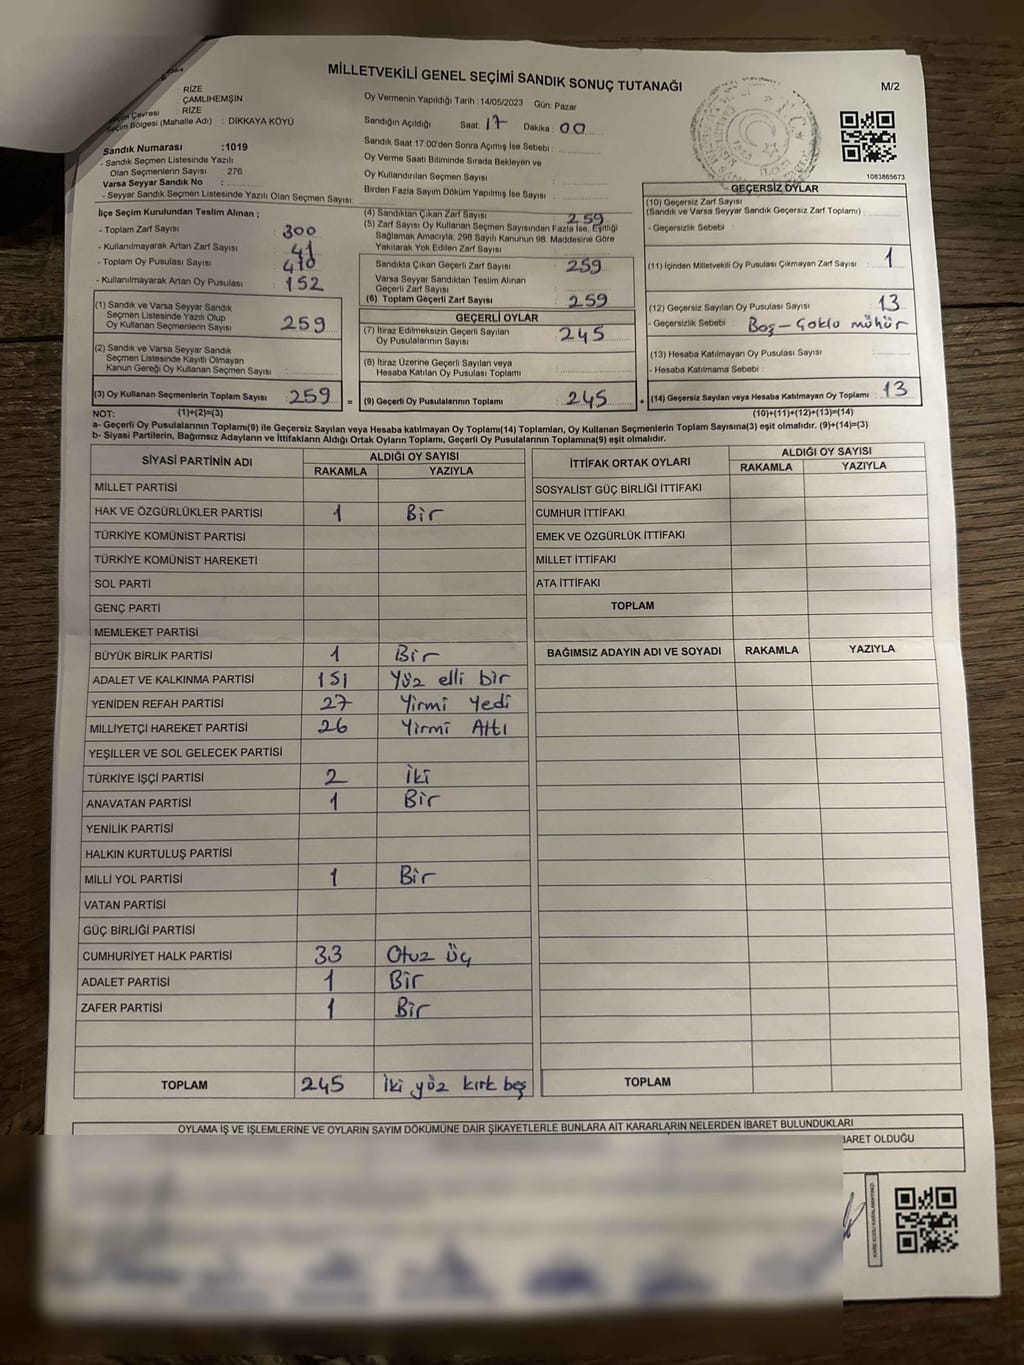 MİLLETVEKİLİ GENEL SEÇİMİ SANDIK SONUÇ TUTANAĞI
M/2
RİZE
ÇAMLIHEMŞİN
Çevresi : RİZE
Seçim Bölgesi (Mahalle Adı) : DİKKAYA KÖYÜ
Sandık Numarası :1019
- Sandık Seçmen Listesinde Yazılı
Olan Seçmenlerin Sayısı : 276
Varsa Seyyar Sandık No :
- Seyyar Sandık Seçmen Listesinde Yazılı Olan Seçmen Sayısı:
Oy Vermenin Yapıldığı Tarih :14/05/2023 Gün: Pazar
Sandığın Açıldığı Saat: 17 Dakika : 00
Sandık Saat 17:00'den Sonra Açılmış İse Sebebi :
Oy Verme Saati Bitiminde Sırada Bekleyen ve
Oy Kullandırılan Seçmen Sayısı :
Birden Fazla Sayım Döküm Yapılmış İse Sayısı :
1083865673
İlçe Seçim Kurulundan Teslim Alınan ;
- Toplam Zarf Sayısı : 300
- Kullanılmayarak Artan Zarf Sayısı : 41
- Toplam Oy Pusulası Sayısı : 410
- Kullanılmayarak Artan Oy Pusulası : 152
(1) Sandık ve Varsa Seyyar Sandık
Seçmen Listesinde Yazılı Olup
Oy Kullanan Seçmenlerin Sayısı : 259
(2) Sandık ve Varsa Seyyar Sandık
Seçmen Listesinde Kayıtlı Olmayan
Kanun Gereği Oy Kullanan Seçmen Sayısı :
(3) Oy Kullanan Seçmenlerin Toplam Sayısı : 259 =
(4) Sandıktan Çıkan Zarf Sayısı : 259
(5) Zarf Sayısı Oy Kullanan Seçmen Sayısından Fazla İse, Eşitliği
Sağlamak Amacıyla, 298 Sayılı Kanunun 98. Maddesine Göre
Yakılarak Yok Edilen Zarf Sayısı :
Sandıkta Çıkan Geçerli Zarf Sayısı : 259
Varsa Seyyar Sandıktan Teslim Alınan
Geçerli Zarf Sayısı :
(6) Toplam Geçerli Zarf Sayısı : 259
GEÇERLİ OYLAR
(7) İtiraz Edilmeksizin Geçerli Sayılan
Oy Pusulalarının Sayısı : 245
(8) İtiraz Üzerine Geçerli Sayılan veya
Hesaba Katılan Oy Pusulası Toplamı :
(9) Geçerli Oy Pusulalarının Toplamı : 245 +
GEÇERSİZ OYLAR
(10) Geçersiz Zarf Sayısı
(Sandık ve Varsa Seyyar Sandık Geçersiz Zarf Toplamı) :
- Geçersizlik Sebebi :
(11) İçinden Milletvekili Oy Pusulası Çıkmayan Zarf Sayısı : 1
(12) Geçersiz Sayılan Oy Pusulası Sayısı : 13
- Geçersizlik Sebebi : Boş-Çoklu mühür
(13) Hesaba Katılmayan Oy Pusulası Sayısı :
- Hesaba Katılmama Sebebi :
(14) Geçersiz Sayılan veya Hesaba Katılmayan Oy Toplamı : 13
NOT: (1)+(2)=(3) (10)+(11)+(12)+(13)=(14)
a- Geçerli Oy Pusulalarının Toplamı(9) ile Geçersiz Sayılan veya Hesaba katılmayan Oy Toplamı(14) Toplamları, Oy Kullanan Seçmenlerin Toplam Sayısına(3) eşit olmalıdır. (9)+(14)=(3)
b- Siyasi Partilerin, Bağımsız Adayların ve İttifakların Aldığı Ortak Oyların Toplamı, Geçerli Oy Pusulalarının Toplamına(9) eşit olmalıdır.
SİYASİ PARTİNİN ADI ALDIĞI OY SAYISI
RAKAMLA YAZIYLA
MİLLET PARTİSİ
HAK VE ÖZGÜRLÜKLER PARTİSİ 1 Bir
TÜRKİYE KOMÜNİST PARTİSİ
TÜRKİYE KOMÜNİST HAREKETİ
SOL PARTİ
GENÇ PARTİ
MEMLEKET PARTİSİ
BÜYÜK BİRLİK PARTİSİ 1 Bir
ADALET VE KALKINMA PARTİSİ 151 Yüz elli bir
YENİDEN REFAH PARTİSİ 27 Yirmi Yedi
MİLLİYETÇİ HAREKET PARTİSİ 26 Yirmi Altı
YEŞİLLER VE SOL GELECEK PARTİSİ
TÜRKİYE İŞÇİ PARTİSİ 2 İki
ANAVATAN PARTİSİ 1 Bir
YENİLİK PARTİSİ
HALKIN KURTULUŞ PARTİSİ
MİLLİ YOL PARTİSİ 1 Bir
VATAN PARTİSİ
GÜÇ BİRLİĞİ PARTİSİ
CUMHURİYET HALK PARTİSİ 33 Otuz üç
ADALET PARTİSİ 1 Bir
ZAFER PARTİSİ 1 Bir
TOPLAM 245 İki yüz kırk beş
İTTİFAK ORTAK OYLARI ALDIĞI OY SAYISI
RAKAMLA YAZIYLA
SOSYALİST GÜÇ BİRLİĞİ İTTİFAKI
CUMHUR İTTİFAKI
EMEK VE ÖZGÜRLÜK İTTİFAKI
MİLLET İTTİFAKI
ATA İTTİFAKI
TOPLAM
BAĞIMSIZ ADAYIN ADI VE SOYADI RAKAMLA YAZIYLA
TOPLAM
OYLAMA İŞ VE İŞLEMLERİNE VE OYLARIN SAYIM DÖKÜMÜNE DAİR ŞİKAYETLERLE BUNLARA AİT KARARLARIN NELERDEN İBARET BULUNDUKLARI
BARET OLDUĞU